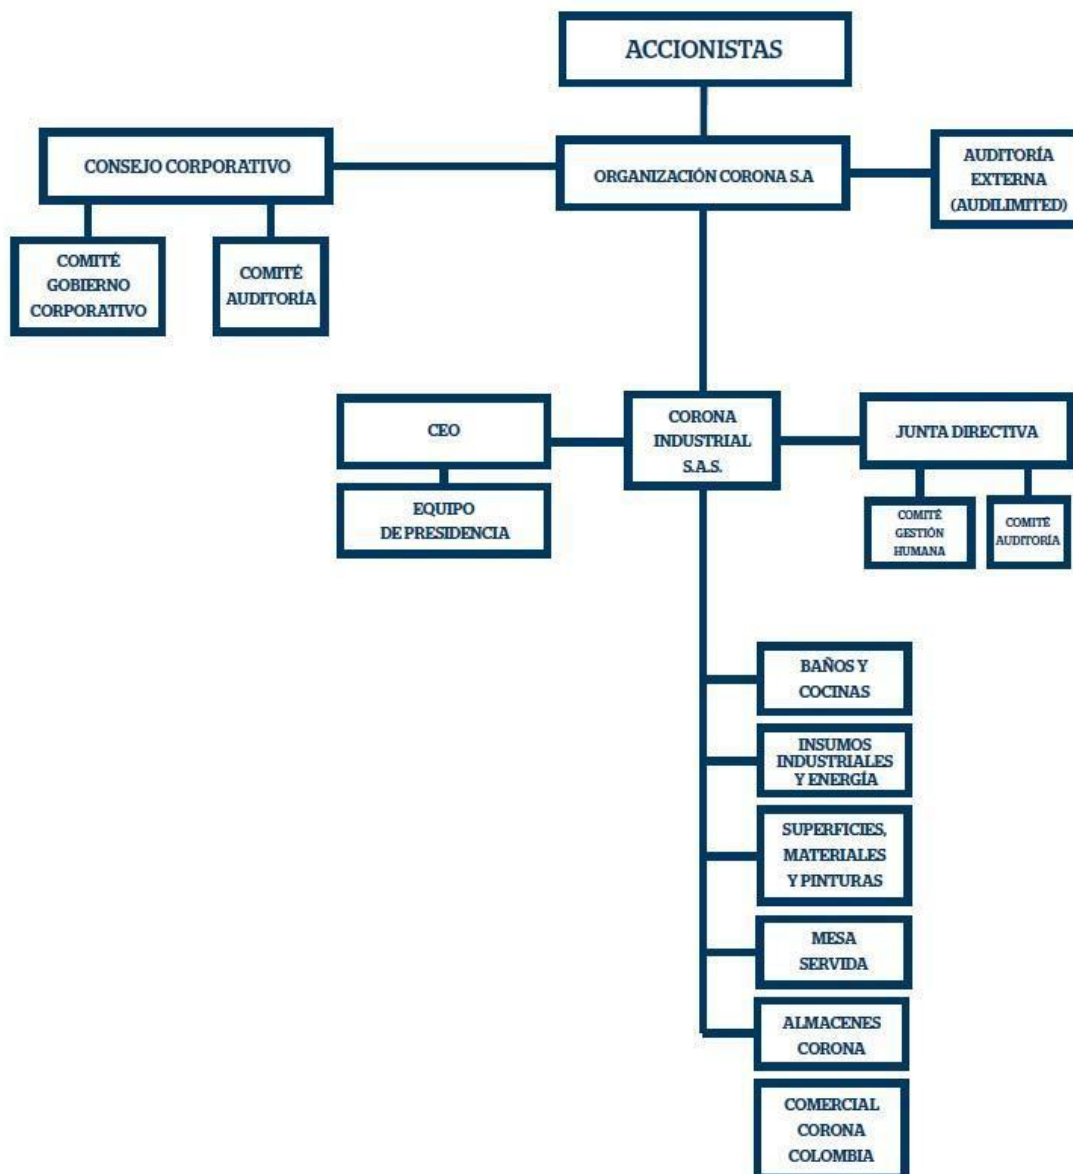 ACCIONISTAS
CONSEJO CORPORATIVO
ORGANIZACIÓN CORONA S.A
AUDITORÍA
EXTERNA
(AUDILIMITED)
COMITÉ
GOBIERNO
CORPORATIVO
COMITÉ
AUDITORÍA
CEO
CORONA
INDUSTRIAL
S.A.S.
JUNTA DIRECTIVA
EQUIPO
DE PRESIDENCIA
COMITÉ
GESTIÓN
HUMANA
COMITÉ
AUDITORÍA
BAÑOS Y
COCINAS
INSUMOS
INDUSTRIALES
Y ENERGÍA
SUPERFICIES,
MATERIALES
Y PINTURAS
MESA
SERVIDA
ALMACENES
CORONA
COMERCIAL
CORONA
COLOMBIA